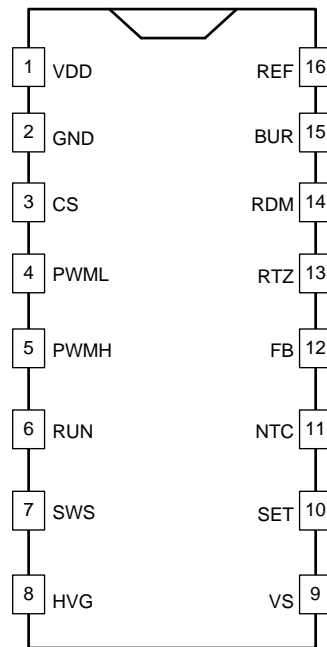 1 VDD REF 16
2 GND BUR 15
3 CS RDM 14
4 PWML RTZ 13
5 PWMH FB 12
6 RUN NTC 11
7 SWS SET 10
8 HVG VS 9